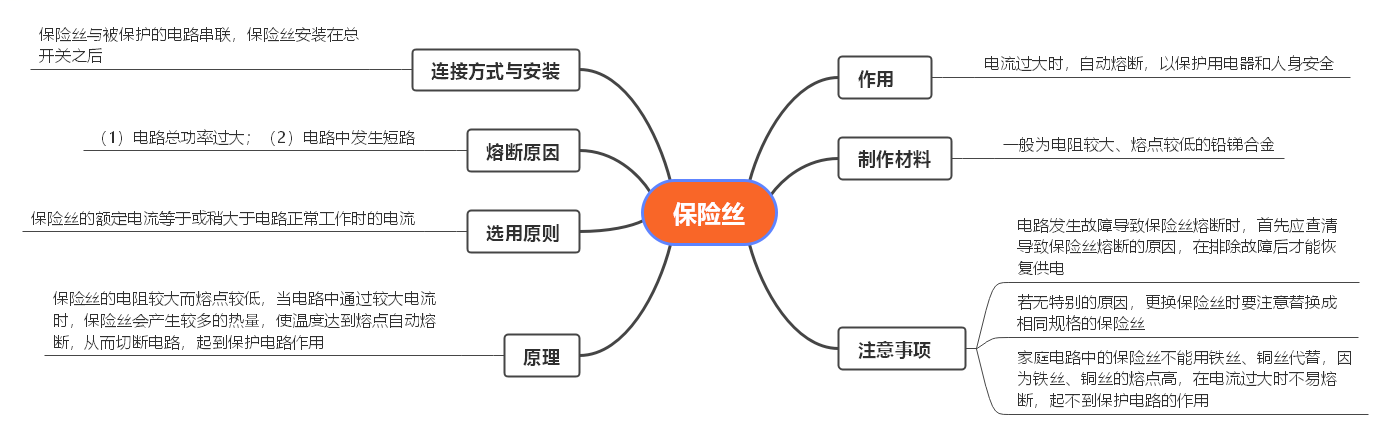 保险丝
作用
电流过大时，自动熔断，以保护用电器和人身安全
制作材料
一般为电阻较大、熔点较低的铅锑合金
注意事项
电路发生故障导致保险丝熔断时，首先应查清
导致保险丝熔断的原因，在排除故障后才能恢
复供电
若无特别的原因，更换保险丝时要注意替换成
相同规格的保险丝
家庭电路中的保险丝不能用铁丝、铜丝代替，因
为铁丝、铜丝的熔点高，在电流过大时不易熔
断，起不到保护电路的作用
连接方式与安装
保险丝与被保护的电路串联，保险丝安装在总
开关之后
熔断原因
（1）电路总功率过大；（2）电路中发生短路
选用原则
保险丝的额定电流等于或稍大于电路正常工作时的电流
原理
保险丝的电阻较大而熔点较低，当电路中通过较大电流
时，保险丝会产生较多的热量，使温度达到熔点自动熔
断，从而切断电路，起到保护电路作用